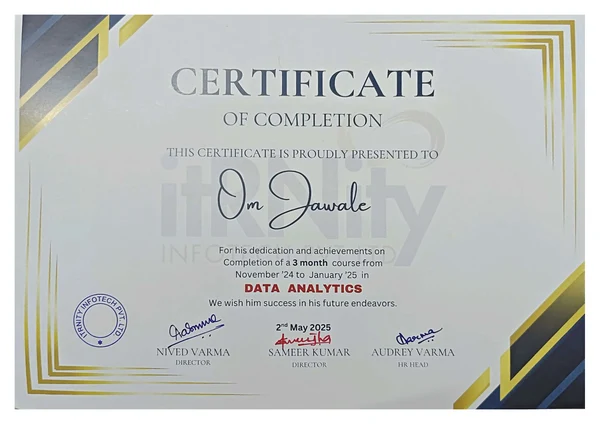 CERTIFICATE
OF COMPLETION
THIS CERTIFICATE IS PROUDLY PRESENTED TO
itRNity
Om Jawale
For his dedication and achievements on
Completion of a 3 month course from
November '24 to January '25 in
DATA ANALYTICS
We wish him success in his future endeavors.
ITRNITY INFOTECH PVT. LTD
2nd May 2025
NIVED VARMA
SAMEER KUMAR
AUDREY VARMA
DIRECTOR
DIRECTOR
HR HEAD